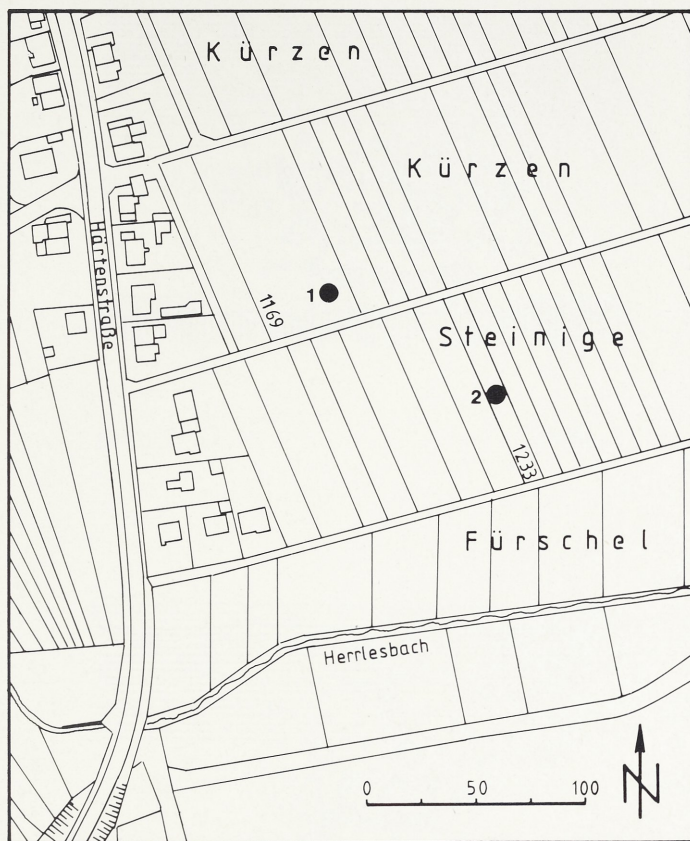 Kürzen
Kürzen
Härtenstraße
1
1169
Steinige
2
1233
Fürschel
Herrlesbach
0 50 100
N